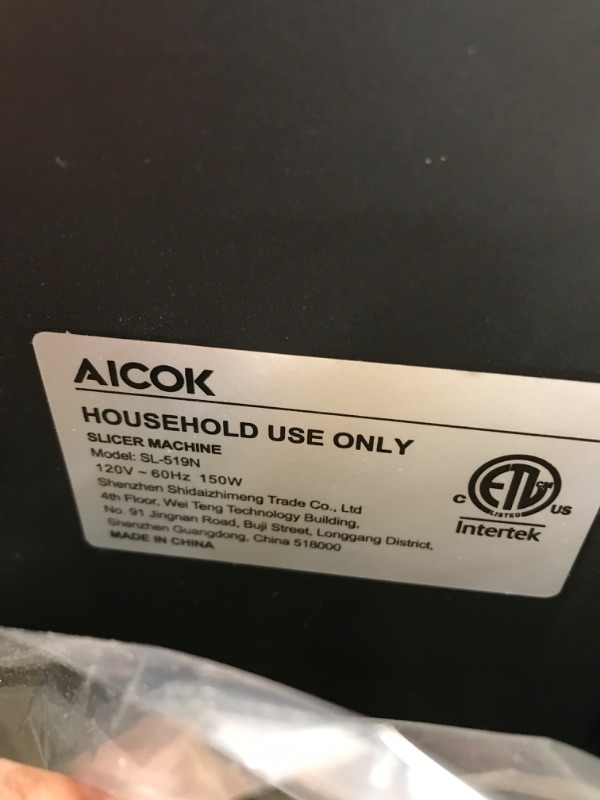 AICOK
HOUSEHOLD USE ONLY
SLICER MACHINE
Model: SL-519N
120V ~ 60Hz 150W
Shenzhen Shidaizhimeng Trade Co., Ltd
4th Floor, Wei Teng Technology Building,
No. 91 Jingnan Road, Buji Street, Longgang District,
Shenzhen Guangdong, China 518000
MADE IN CHINA
C ETL US
LISTED
Intertek